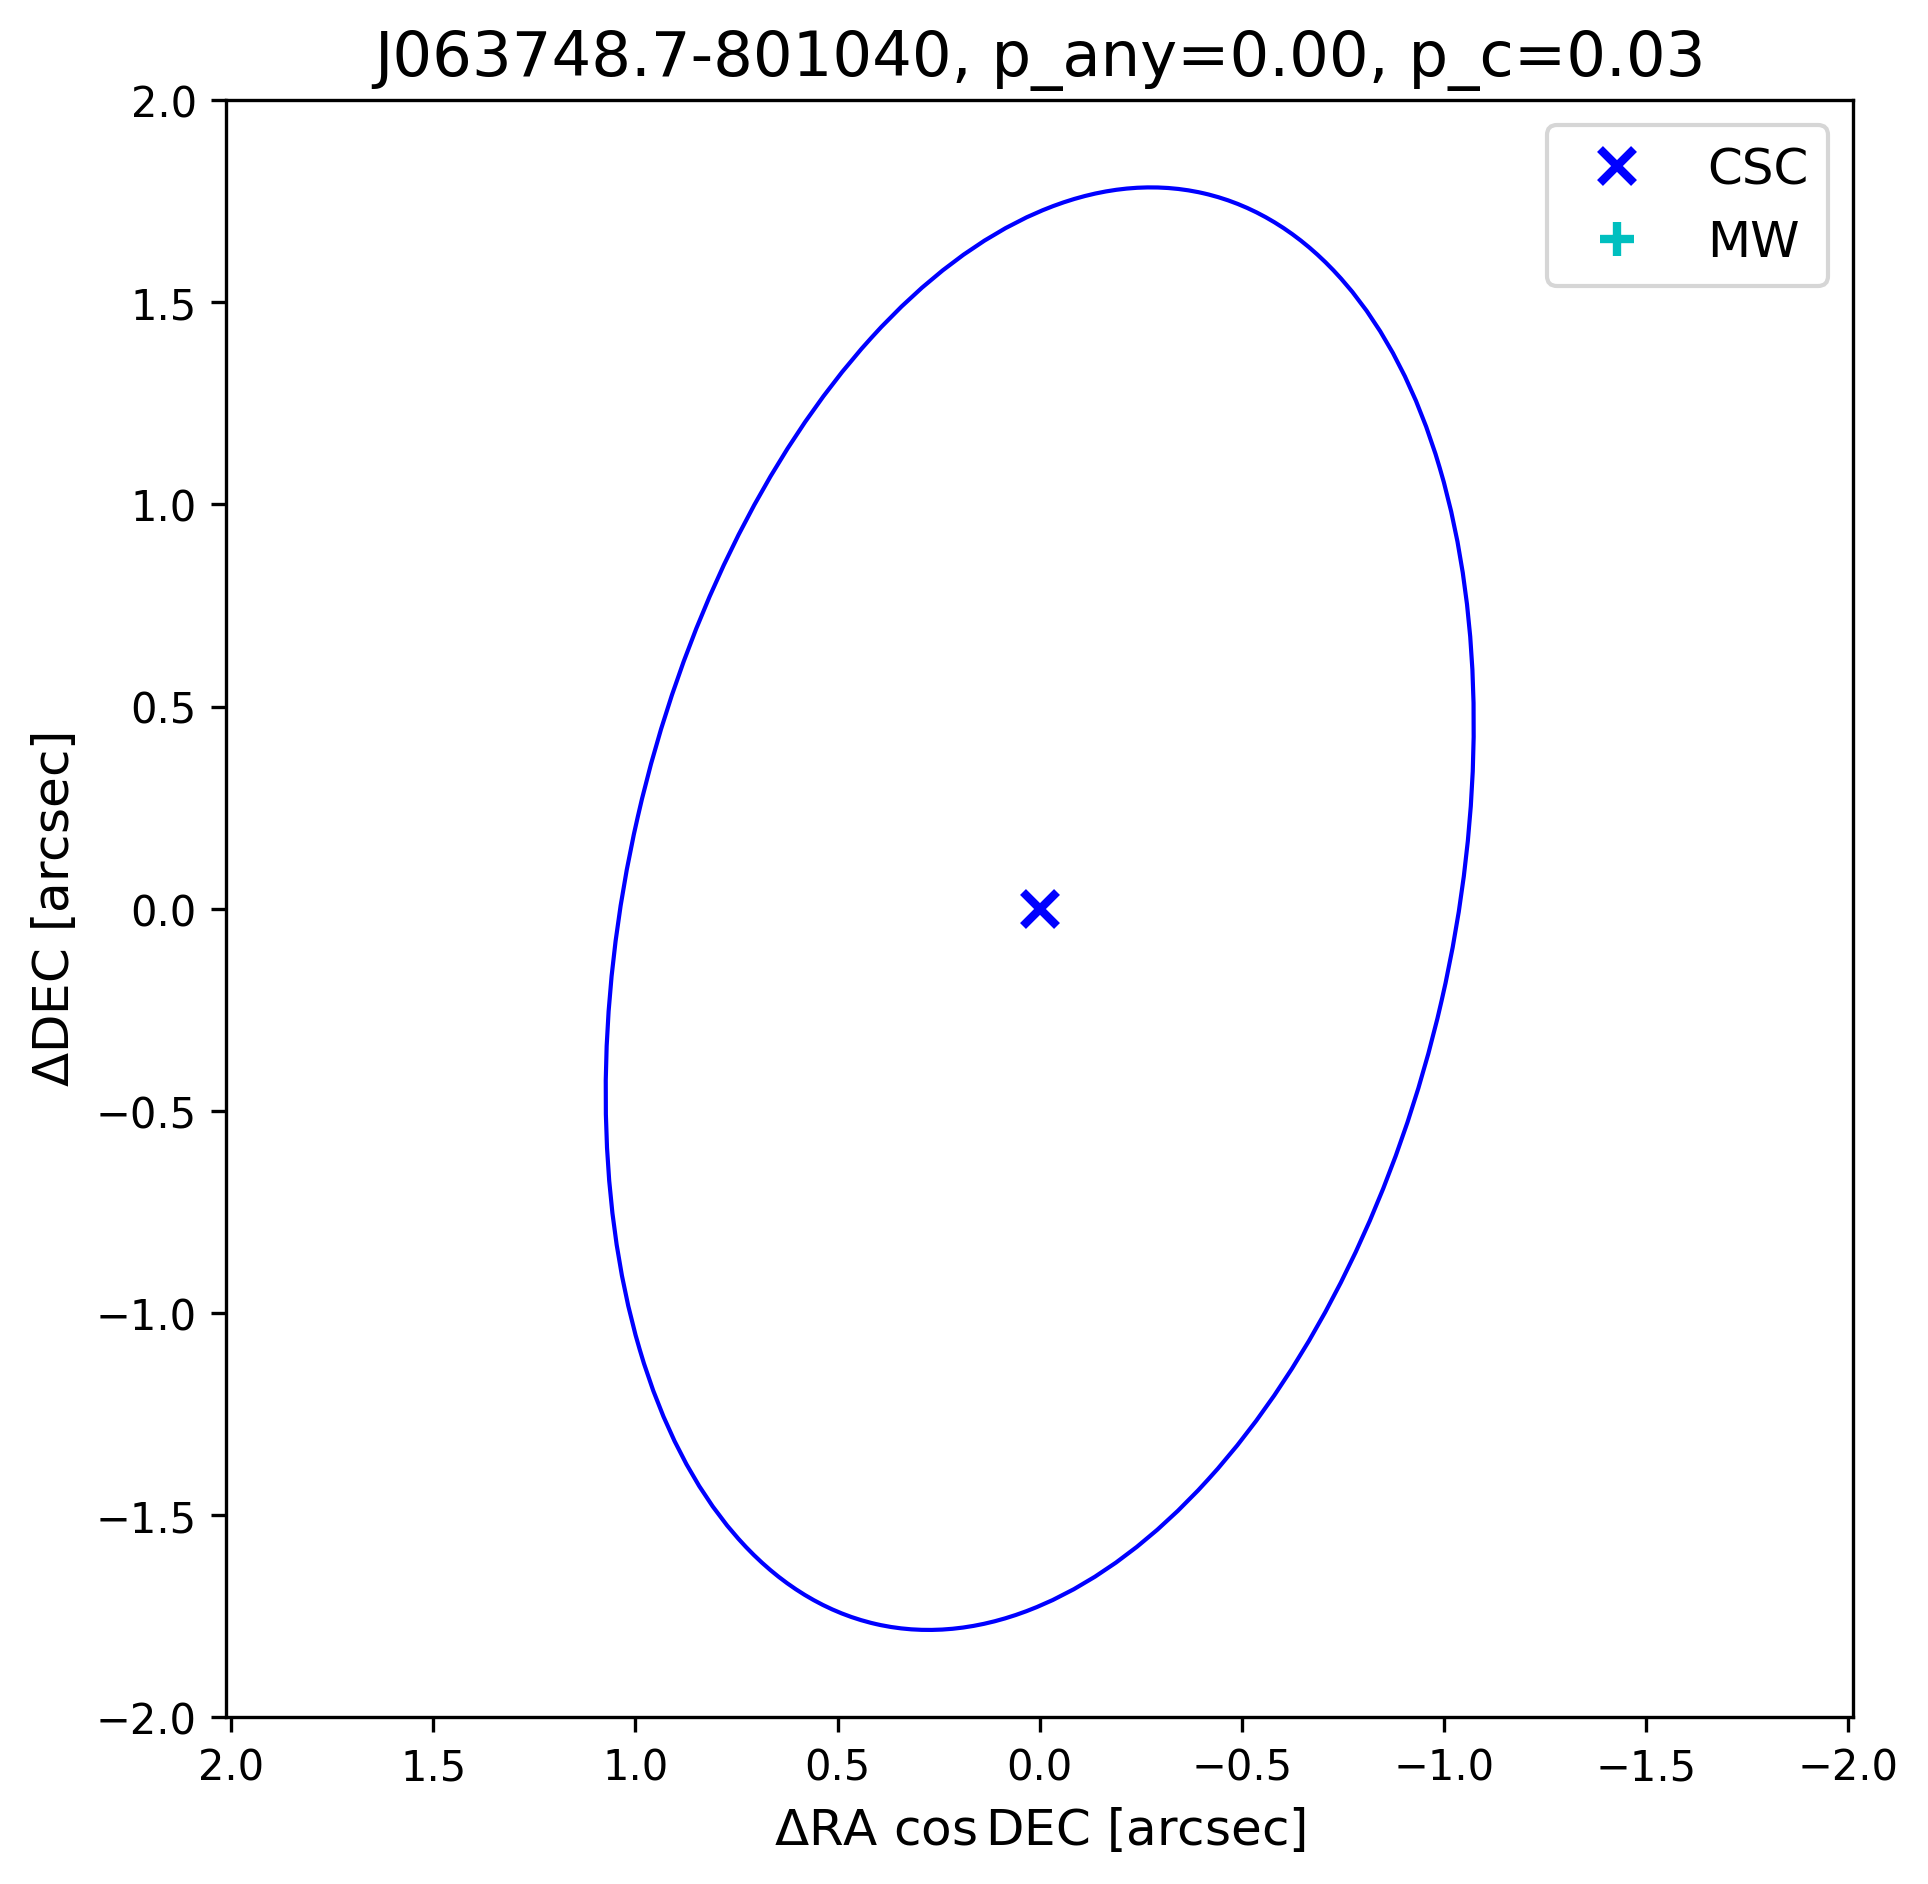 J063748.7-801040, p_any=0.00, p_c=0.03
CSC
MW
2.0
1.5
1.0
0.5
0.0
−0.5
−1.0
−1.5
−2.0
ΔDEC [arcsec]
2.0 1.5 1.0 0.5 0.0 −0.5 −1.0 −1.5 −2.0
ΔRA cos DEC [arcsec]